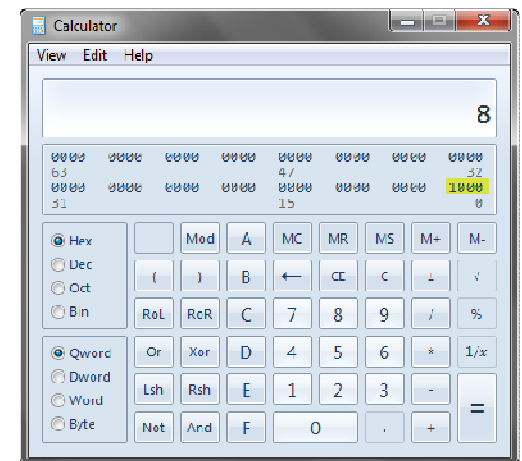 Calculator
View Edit Help
8
0000 0000 0000 0000 0000 0000 0000 0000
63 47 32
0000 0000 0000 0000 0000 0000 0000 1000
31 15 0
Hex
Dec
Oct
Bin
Qword
Dword
Word
Byte
Mod A MC MR MS M+ M-
( ) B ← CE C ± √
RoL RoR C 7 8 9 / %
Or Xor D 4 5 6 * 1/x
Lsh Rsh E 1 2 3 - =
Not And F 0 . +